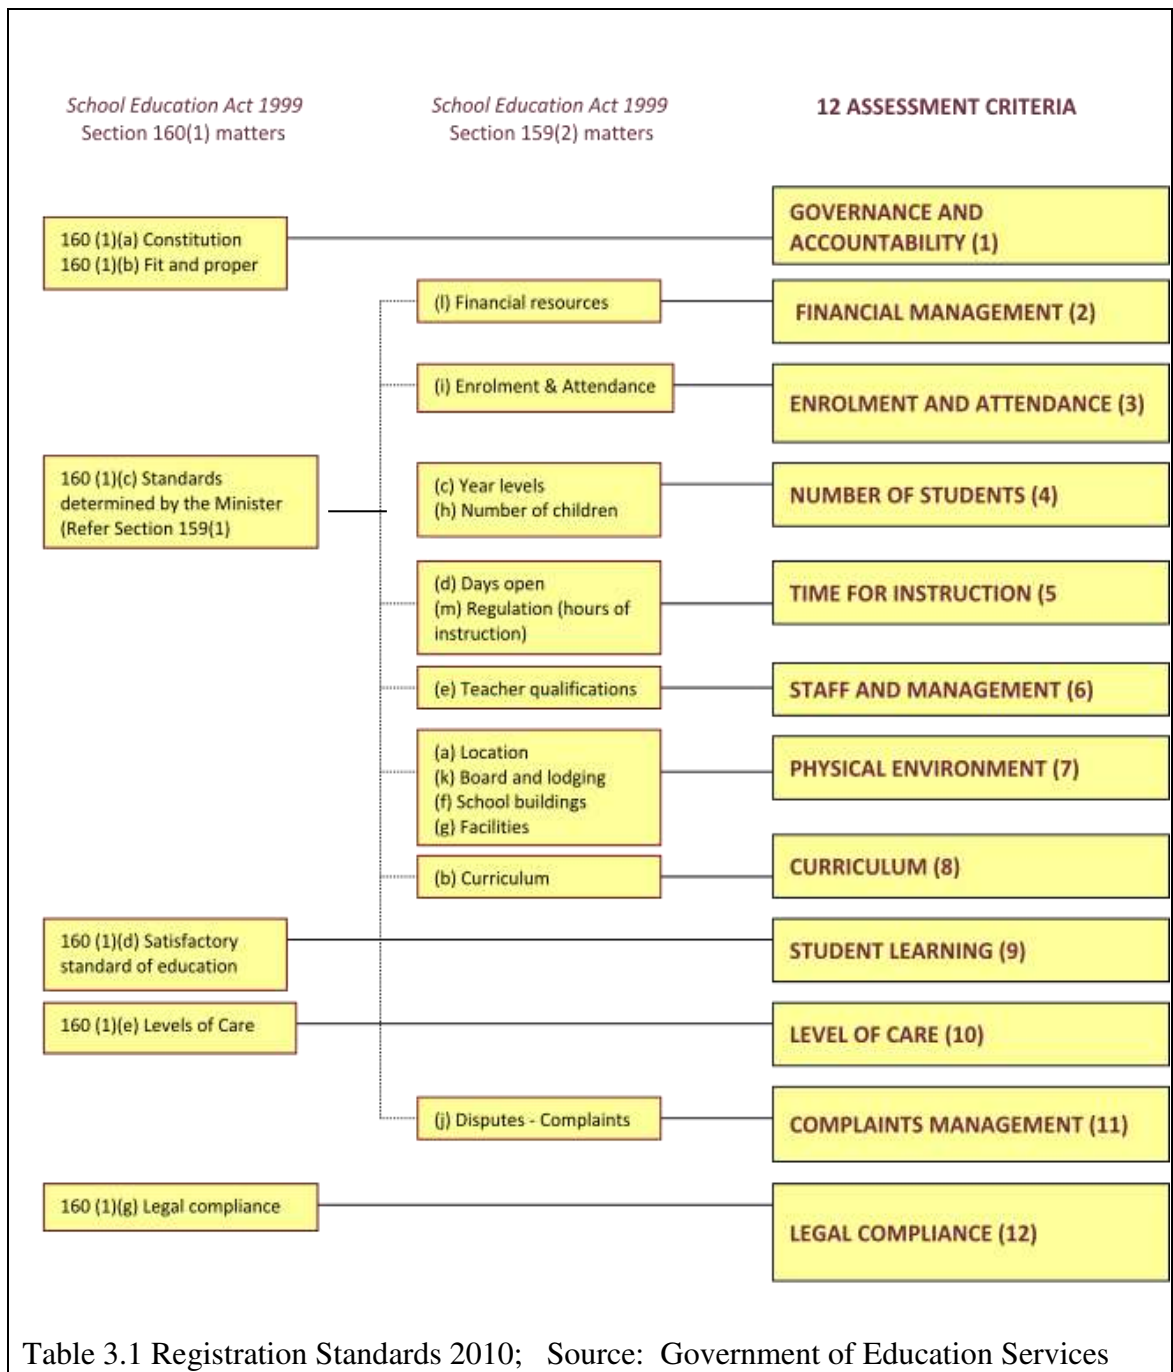 School Education Act 1999
Section 160(1) matters
School Education Act 1999
Section 159(2) matters
12 ASSESSMENT CRITERIA
160 (1)(a) Constitution
160 (1)(b) Fit and proper
GOVERNANCE AND
ACCOUNTABILITY (1)
(l) Financial resources
FINANCIAL MANAGEMENT (2)
(i) Enrolment & Attendance
ENROLMENT AND ATTENDANCE (3)
160 (1)(c) Standards
determined by the Minister
(Refer Section 159(1)
(c) Year levels
(h) Number of children
NUMBER OF STUDENTS (4)
(d) Days open
(m) Regulation (hours of
instruction)
TIME FOR INSTRUCTION (5
(e) Teacher qualifications
STAFF AND MANAGEMENT (6)
(a) Location
(k) Board and lodging
(f) School buildings
(g) Facilities
PHYSICAL ENVIRONMENT (7)
(b) Curriculum
CURRICULUM (8)
160 (1)(d) Satisfactory
standard of education
STUDENT LEARNING (9)
160 (1)(e) Levels of Care
LEVEL OF CARE (10)
(j) Disputes - Complaints
COMPLAINTS MANAGEMENT (11)
160 (1)(g) Legal compliance
LEGAL COMPLIANCE (12)
Table 3.1 Registration Standards 2010; Source: Government of Education Services